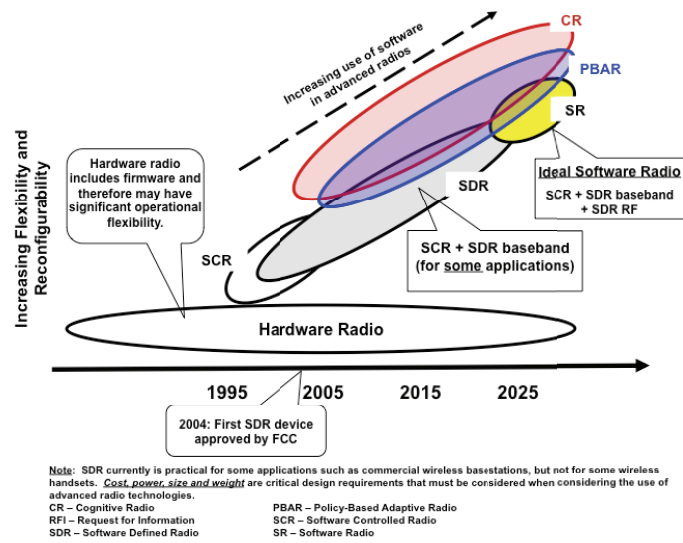 CR
Increasing use of software
in advanced radios
PBAR
SR
Hardware radio
includes firmware and
therefore may have
significant operational
flexibility.
Ideal Software Radio
SCR + SDR baseband
+ SDR RF
SDR
SCR + SDR baseband
(for some applications)
SCR
Increasing Flexibility and
Reconfigurability
Hardware Radio
1995 2005 2015 2025
2004: First SDR device
approved by FCC
Note: SDR currently is practical for some applications such as commercial wireless basestations, but not for some wireless
handsets. Cost, power, size and weight are critical design requirements that must be considered when considering the use of
advanced radio technologies.
CR – Cognitive Radio PBAR – Policy-Based Adaptive Radio
RFI – Request for Information SCR – Software Controlled Radio
SDR – Software Defined Radio SR – Software Radio